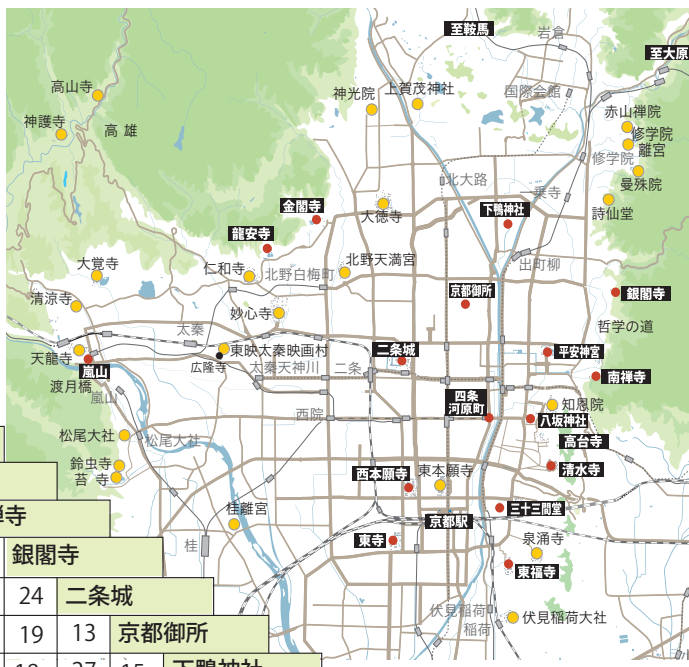 至鞍馬
岩倉
至大原
高山寺
神護寺
高雄
神光院
上賀茂神社
国際会館
赤山禅院
修学院
離宮
修学院
曼殊院
北大路
一乗寺
詩仙堂
金閣寺
大徳寺
下鴨神社
龍安寺
大覚寺
仁和寺
北野白梅町
北野天満宮
出町柳
清涼寺
妙心寺
京都御所
銀閣寺
哲学の道
太秦
天龍寺
東映太秦映画村
二条城
平安神宮
嵐山
広隆寺
太秦天神川
二条
南禅寺
渡月橋
嵐山
西院
四条
河原町
知恩院
八坂神社
松尾大社
松尾大社
高台寺
鈴虫寺
苔寺
西本願寺
東本願寺
清水寺
桂離宮
三十三間堂
京都駅
桂
東寺
泉涌寺
東福寺
伏見稲荷
稲荷
伏見稲荷大社
寺
銀閣寺
24 二条城
19 13 京都御所
27 15 下鴨神社